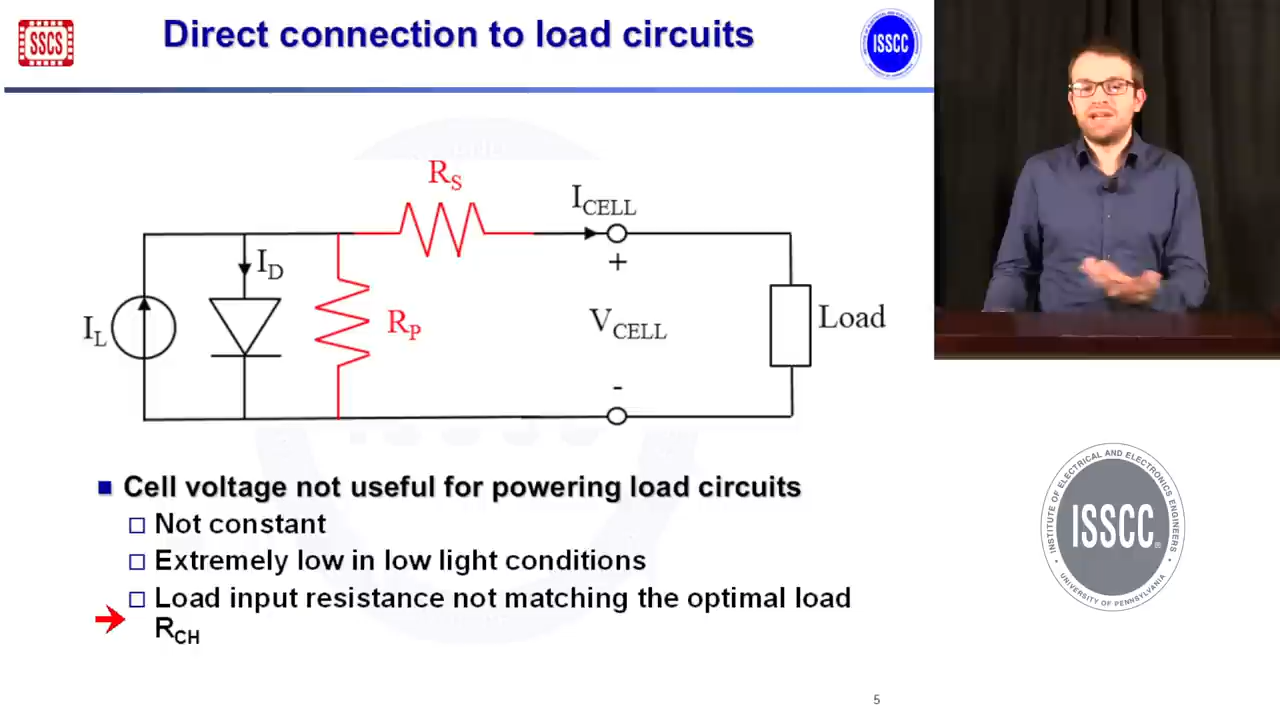 SSCS
Direct connection to load circuits
ISSCC
RS
ICELL
ID
+
IL
RP
VCELL
Load
-
Cell voltage not useful for powering load circuits
Not constant
Extremely low in low light conditions
Load input resistance not matching the optimal load
RCH
5
INSTITUTE OF ELECTRICAL AND ELECTRONICS ENGINEERS
ISSCC
UNIVERSITY OF PENNSYLVANIA